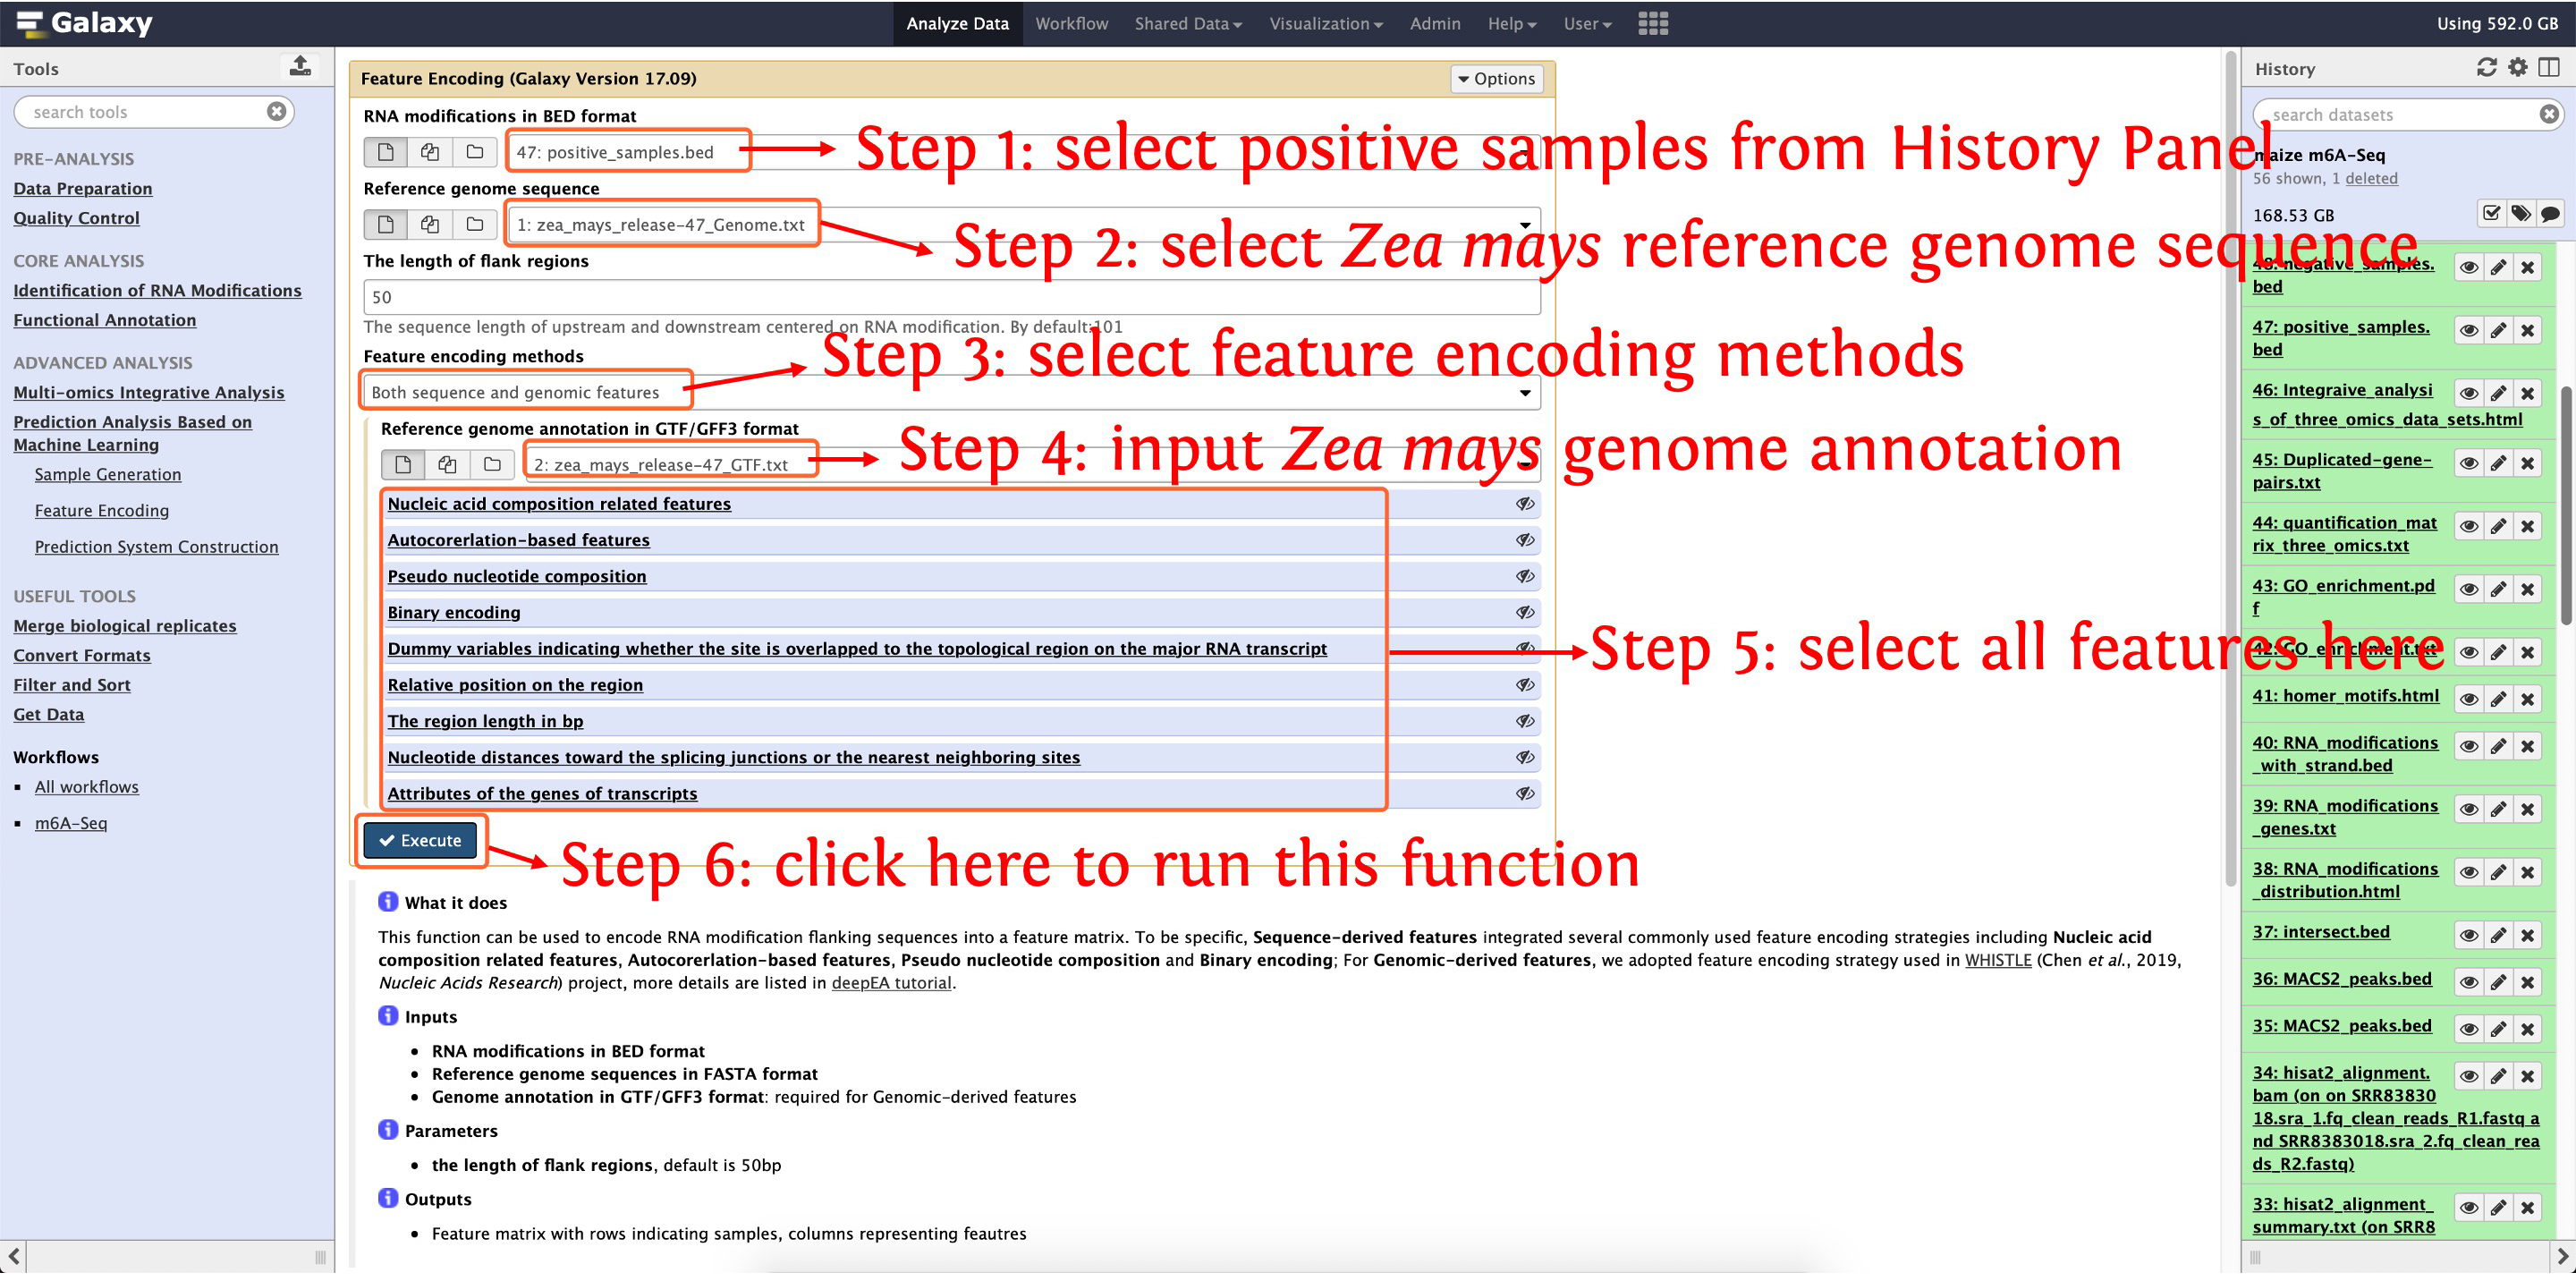 Galaxy
Analyze Data
Workflow
Shared Data
Visualization
Admin
Help
User
Using 592.0 GB
Tools
search tools
PRE-ANALYSIS
Data Preparation
Quality Control
CORE ANALYSIS
Identification of RNA Modifications
Functional Annotation
ADVANCED ANALYSIS
Multi-omics Integrative Analysis
Prediction Analysis Based on
Machine Learning
Sample Generation
Feature Encoding
Prediction System Construction
USEFUL TOOLS
Merge biological replicates
Convert Formats
Filter and Sort
Get Data
Workflows
All workflows
m6A-Seq
Feature Encoding (Galaxy Version 17.09)
Options
RNA modifications in BED format
47: positive_samples.bed
Step 1: select positive samples from History Panel
Reference genome sequence
1: zea_mays_release-47_Genome.txt
Step 2: select Zea mays reference genome sequence
The length of flank regions
50
The sequence length of upstream and downstream centered on RNA modification. By default:101
Feature encoding methods
Step 3: select feature encoding methods
Both sequence and genomic features
Reference genome annotation in GTF/GFF3 format
2: zea_mays_release-47_GTF.txt
Step 4: input Zea mays genome annotation
Nucleic acid composition related features
Autocorerlation-based features
Pseudo nucleotide composition
Binary encoding
Dummy variables indicating whether the site is overlapped to the topological region on the major RNA transcript
Step 5: select all features here
Relative position on the region
The region length in bp
Nucleotide distances toward the splicing junctions or the nearest neighboring sites
Attributes of the genes of transcripts
Execute
Step 6: click here to run this function
What it does
This function can be used to encode RNA modification flanking sequences into a feature matrix. To be specific, Sequence-derived features integrated several commonly used feature encoding strategies including Nucleic acid
composition related features, Autocorerlation-based features, Pseudo nucleotide composition and Binary encoding; For Genomic-derived features, we adopted feature encoding strategy used in WHISTLE (Chen et al., 2019,
Nucleic Acids Research) project, more details are listed in deepEA tutorial.
Inputs
RNA modifications in BED format
Reference genome sequences in FASTA format
Genome annotation in GTF/GFF3 format: required for Genomic-derived features
Parameters
the length of flank regions, default is 50bp
Outputs
Feature matrix with rows indicating samples, columns representing feautres
History
search datasets
maize m6A-Seq
56 shown, 1 deleted
168.53 GB
48: negative_samples.
bed
47: positive_samples.
bed
46: Integraive_analysi
s_of_three_omics_data_sets.html
45: Duplicated-gene-
pairs.txt
44: quantification_mat
rix_three_omics.txt
43: GO_enrichment.pd
f
42: GO_enrichment.txt
41: homer_motifs.html
40: RNA_modifications
_with_strand.bed
39: RNA_modifications
_genes.txt
38: RNA_modifications
_distribution.html
37: intersect.bed
36: MACS2_peaks.bed
35: MACS2_peaks.bed
34: hisat2_alignment.
bam (on on SRR83830
18.sra_1.fq_clean_reads_R1.fastq a
nd SRR8383018.sra_2.fq_clean_rea
ds_R2.fastq)
33: hisat2_alignment_
summary.txt (on SRR8